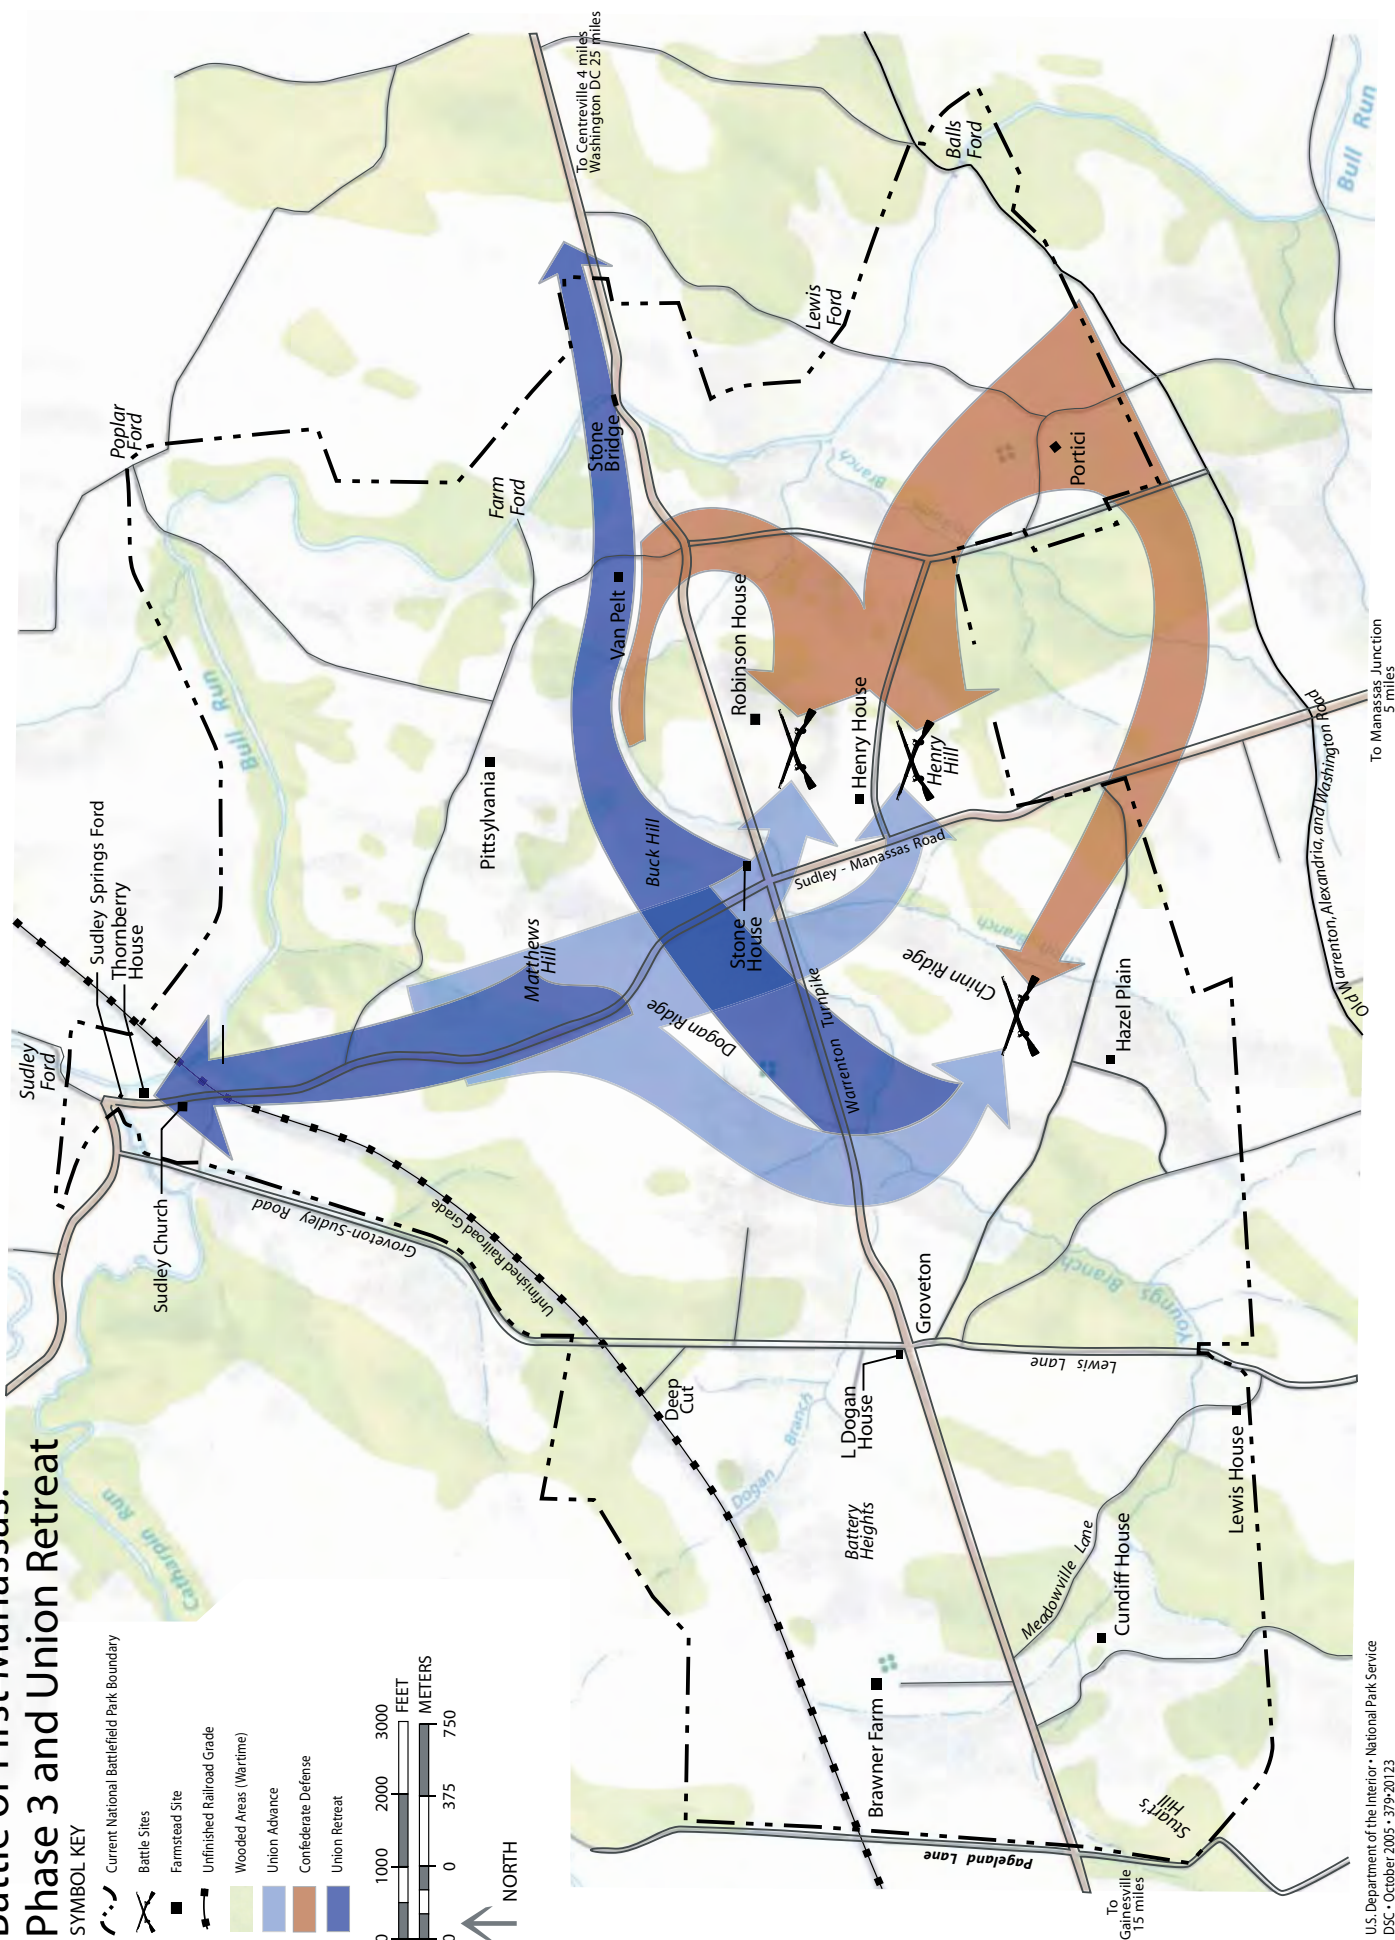 Battle of First Manassas:
Phase 3 and Union Retreat
SYMBOL KEY
Current National Battlefield Park Boundary
Battle Sites
Farmstead Site
Unfinished Railroad Grade
Wooded Areas (Wartime)
Union Advance
Confederate Defense
Union Retreat
0
1000
2000
3000
FEET
METERS
0
0
375
750
NORTH
Catharpin Run
Sudley Church
Sudley
Ford
Sudley Springs Ford
Thornberry
House
Poplar
Ford
Bull Run
Groveton-Sudley Road
Unfinished Railroad Grade
Pittsylvania
Farm
Ford
Matthews
Hill
Buck Hill
Dogan Ridge
Van Pelt
Stone
Bridge
To Centreville 4 miles
Washington DC 25 miles
Deep
Cut
Dogan Branch
Stone
House
Robinson House
Warrenton Turnpike
Sudley - Manassas Road
Henry House
Henry
Hill
Branch
Lewis
Ford
Balls
Ford
Bull Run
Battery
Heights
L Dogan
House
Groveton
Chinn Ridge
Branch
Portici
Brawner Farm
Pageland Lane
Lewis Lane
Youngs Branch
Hazel Plain
Meadowville Lane
Cundiff House
Lewis House
Stuart's
Hill
To
Gainesville
15 miles
Old Warrenton, Alexandria, and Washington Road
To Manassas Junction
5 miles
U.S. Department of the Interior • National Park Service
DSC • October 2005 • 379•20123